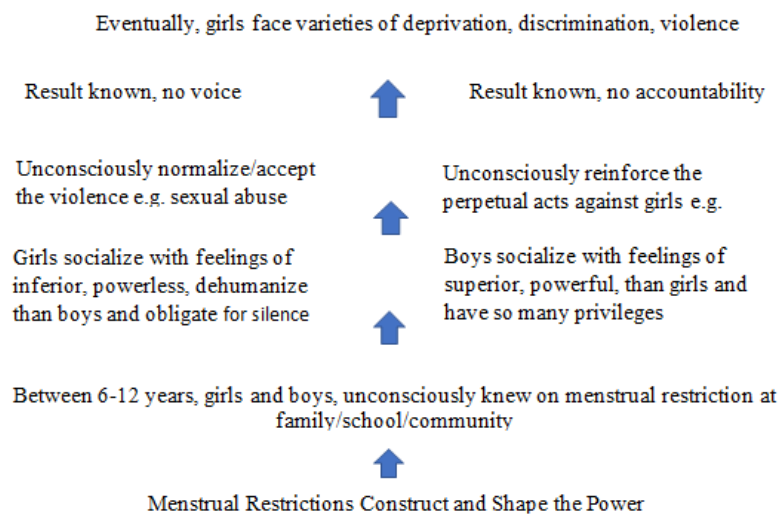 Eventually, girls face varieties of deprivation, discrimination, violence
Result known, no voice
Result known, no accountability
Unconsciously normalize/accept
the violence e.g. sexual abuse
Unconsciously reinforce the
perpetual acts against girls e.g.
Girls socialize with feelings of
inferior, powerless, dehumanize
than boys and obligate for silence
Boys socialize with feelings of
superior, powerful, than girls and
have so many privileges
Between 6-12 years, girls and boys, unconsciously knew on menstrual restriction at
family/school/community
Menstrual Restrictions Construct and Shape the Power